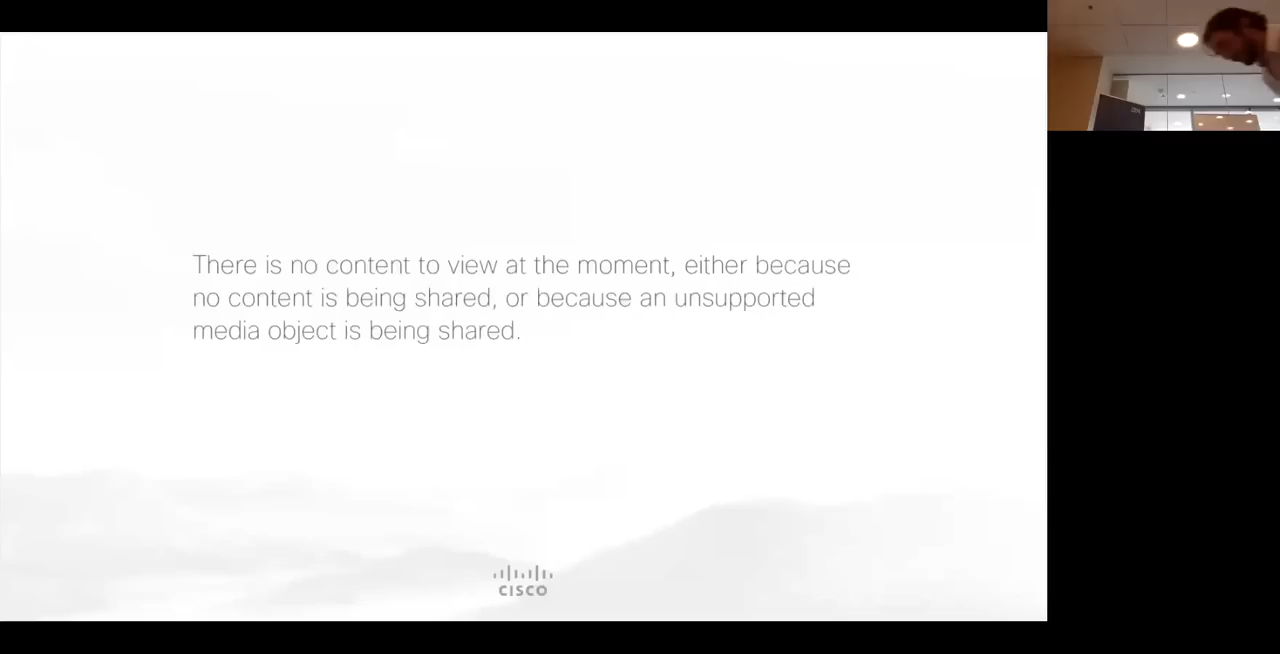 There is no content to view at the moment, either because
no content is being shared, or because an unsupported
media object is being shared.
CISCO